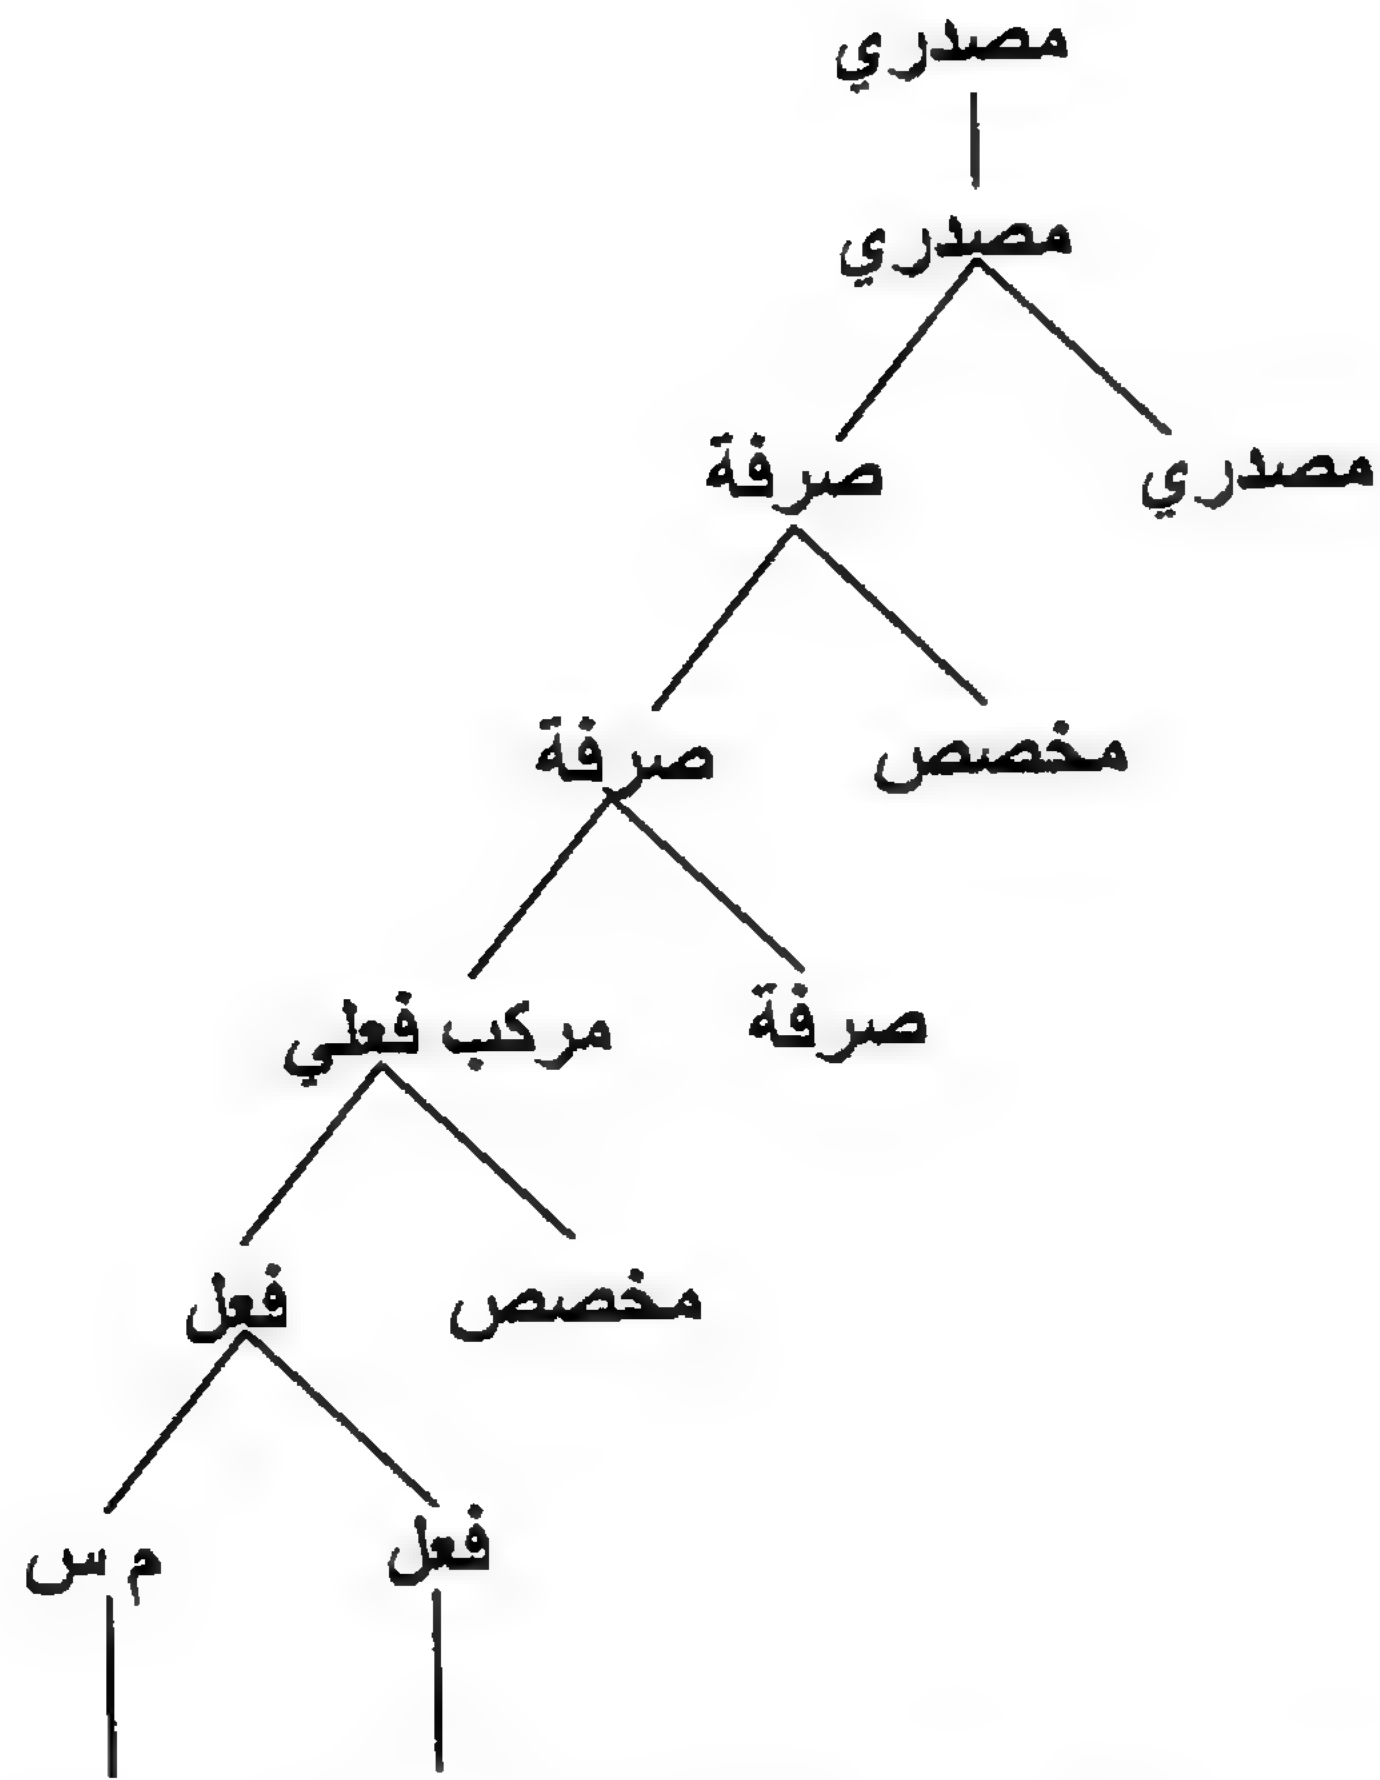 مصدري
مصدري
مصدري
صرفة
مخصص
صرفة
صرفة
مركب فعلي
مخصص
فعل
فعل
م س